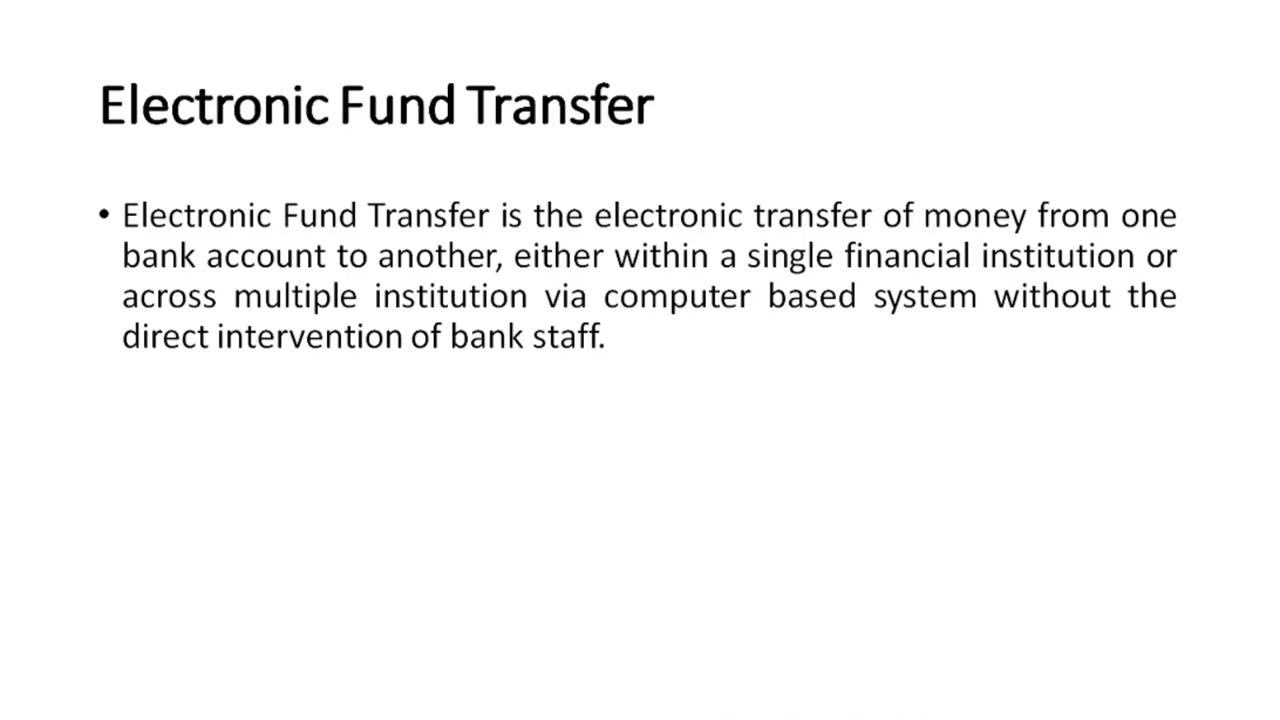 Electronic Fund Transfer
• Electronic Fund Transfer is the electronic transfer of money from one
bank account to another, either within a single financial institution or
across multiple institution via computer based system without the
direct intervention of bank staff.